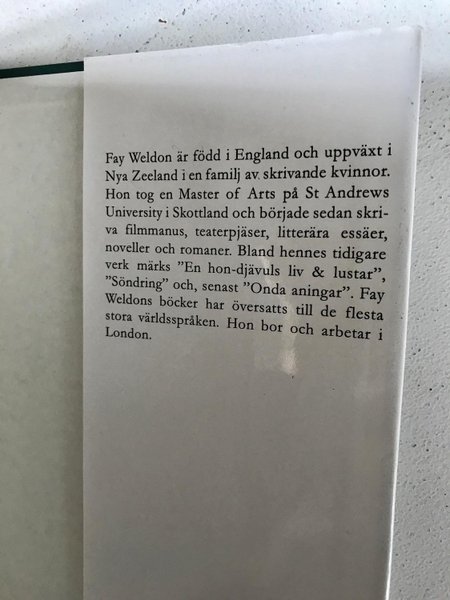 Fay Weldon är född i England och uppväxt i
Nya Zeeland i en familj av skrivande kvinnor.
Hon tog en Master of Arts på St Andrews
University i Skottland och började sedan skri-
va filmmanus, teaterpjäser, litterära essäer,
noveller och romaner. Bland hennes tidigare
verk märks ”En hon-djävuls liv & lustar”,
”Söndring” och, senast ”Onda aningar”. Fay
Weldons böcker har översatts till de flesta
stora världsspråken. Hon bor och arbetar i
London.